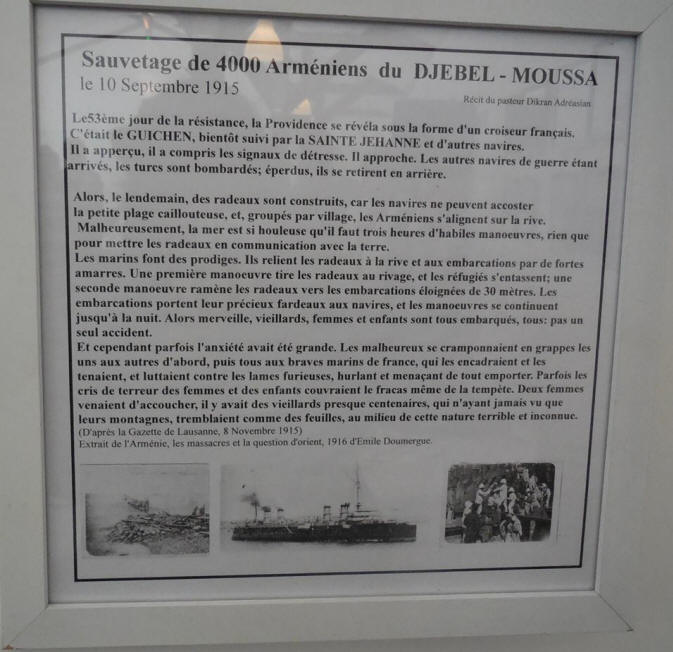 Sauvetage de 4000 Arméniens du DJEBEL - MOUSSA
le 10 Septembre 1915
Récit du pasteur Dikran Adréasian
Le53ème jour de la résistance, la Providence se révéla sous la forme d'un croiseur français.
C'était le GUICHEN, bientôt suivi par la SAINTE JEHANNE et d'autres navires.
Il a apperçu, il a compris les signaux de détresse. Il approche. Les autres navires de guerre étant
arrivés, les turcs sont bombardés; éperdus, ils se retirent en arrière.
Alors, le lendemain, des radeaux sont construits, car les navires ne peuvent accoster
la petite plage caillouteuse, et, groupés par village, les Arméniens s'alignent sur la rive.
Malheureusement, la mer est si houleuse qu'il faut trois heures d'habiles manoeuvres, rien que
pour mettre les radeaux en communication avec la terre.
Les marins font des prodiges. Ils relient les radeaux à la rive et aux embarcations par de fortes
amarres. Une première manoeuvre tire les radeaux au rivage, et les réfugiés s'entassent; une
seconde manoeuvre ramène les radeaux vers les embarcations éloignées de 30 mètres. Les
embarcations portent leur précieux fardeaux aux navires, et les manoeuvres se continuent
jusqu'à la nuit. Alors merveille, vieillards, femmes et enfants sont tous embarqués, tous: pas un
seul accident.
Et cependant parfois l'anxiété avait été grande. Les malheureux se cramponnaient en grappes les
uns aux autres d'abord, puis tous aux braves marins de france, qui les encadraient et les
tenaient, et luttaient contre les lames furieuses, hurlant et menaçant de tout emporter. Parfois les
cris de terreur des femmes et des enfants couvraient le fracas même de la tempête. Deux femmes
venaient d'accoucher, il y avait des vieillards presque centenaires, qui n'ayant jamais vu que
leurs montagnes, tremblaient comme des feuilles, au milieu de cette nature terrible et inconnue.
(D'après la Gazette de Lausanne, 8 Novembre 1915)
Extrait de l'Arménie, les massacres et la question d'orient, 1916 d'Emile Doumergue.